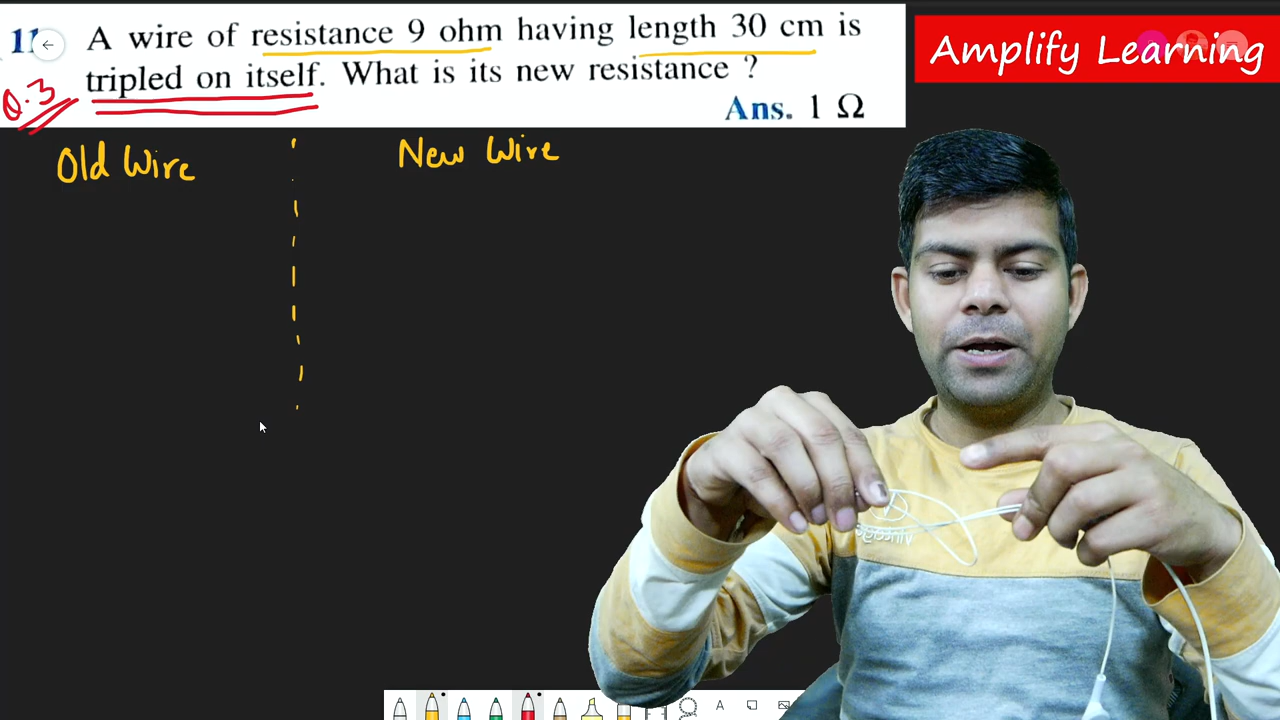 A wire of resistance 9 ohm having length 30 cm is
tripled on itself. What is its new resistance ?
Ans. 1 Ω
Q.3
Amplify Learning
Old Wire
New Wire